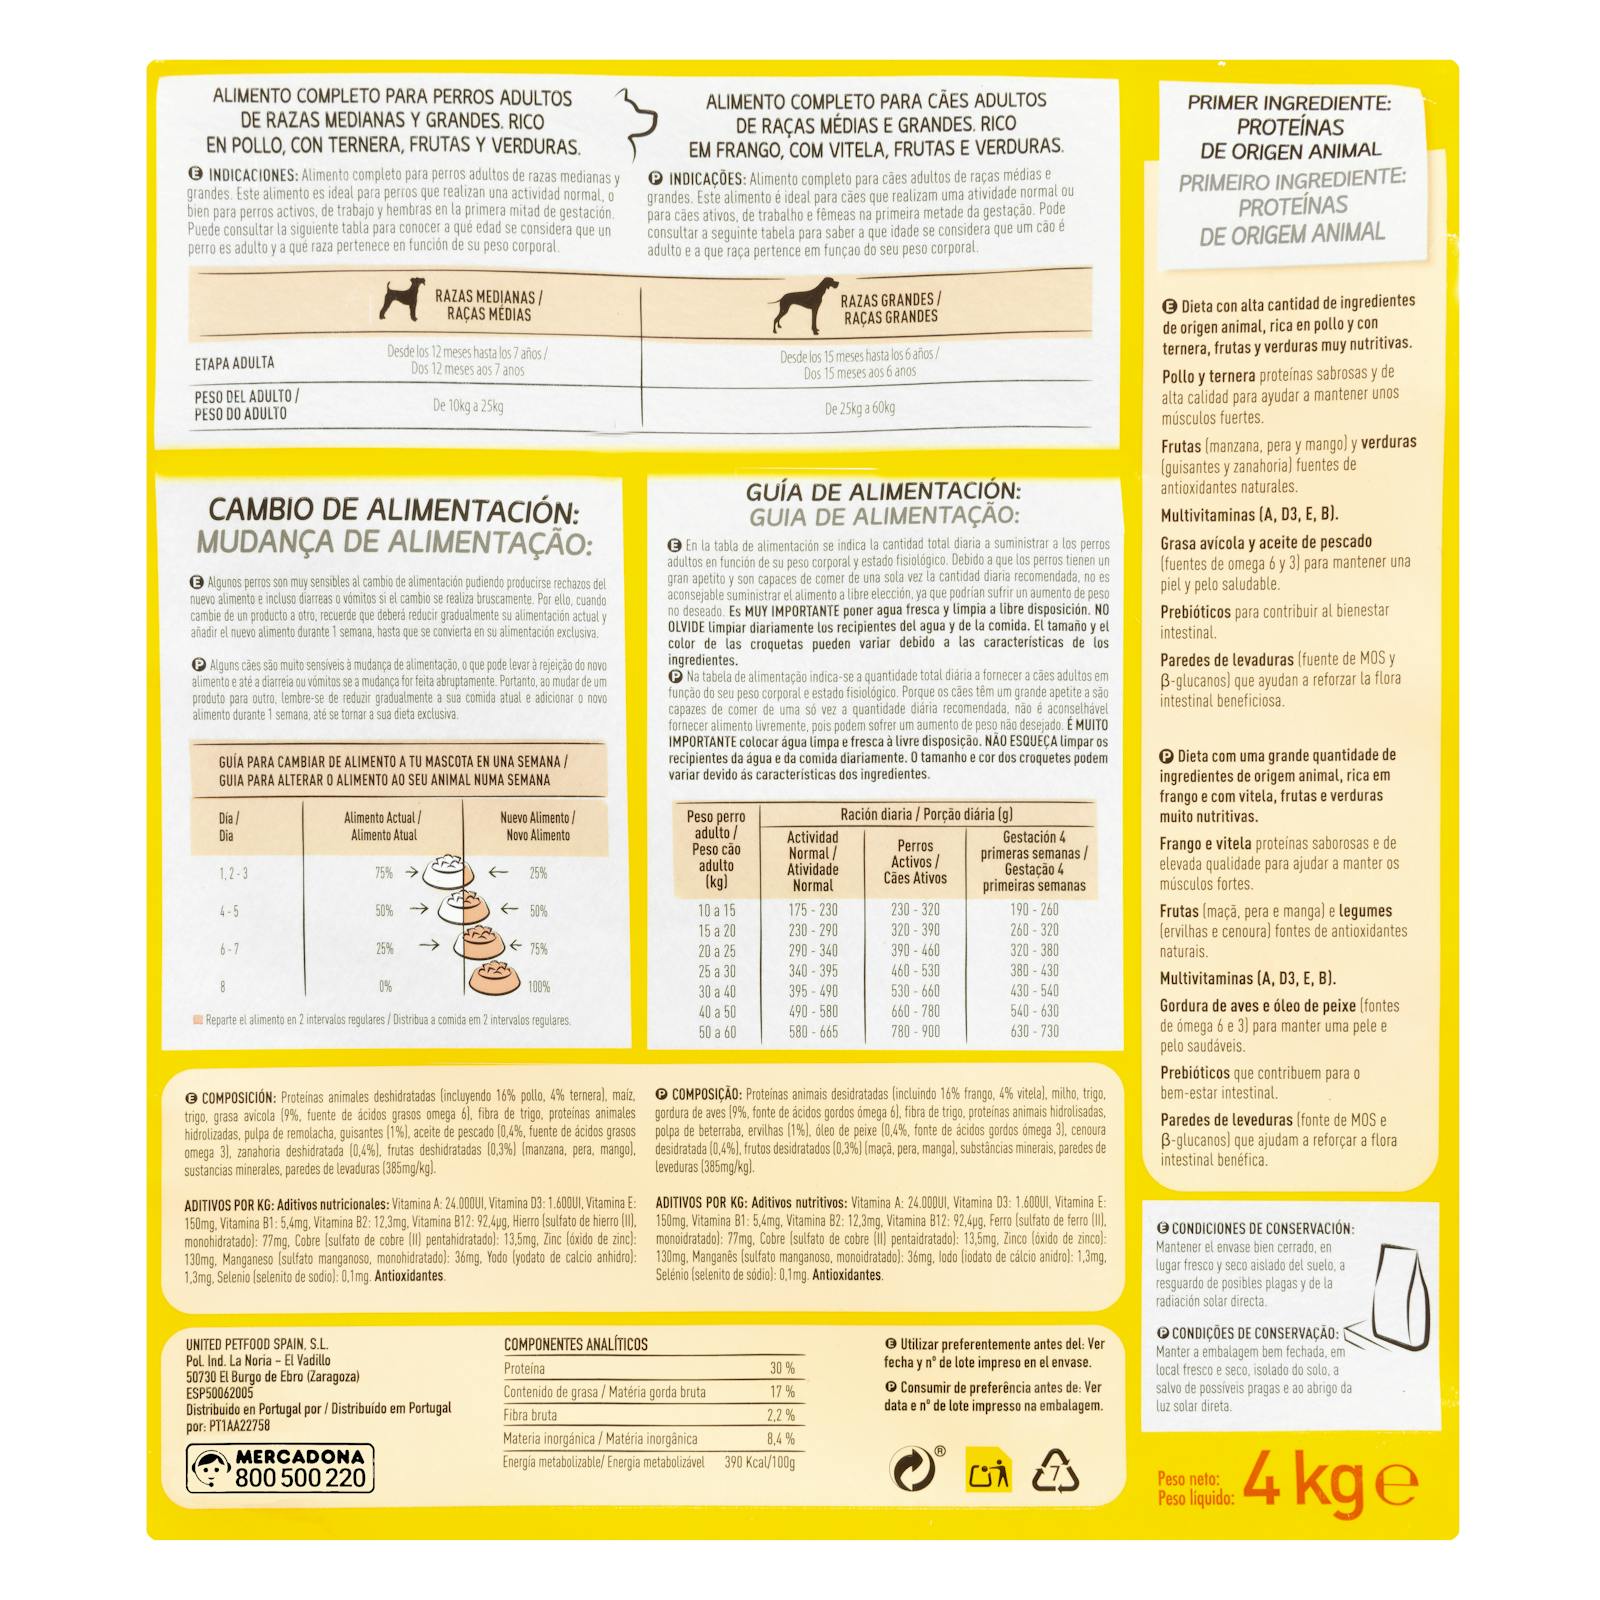 ALIMENTO COMPLETO PARA PERROS ADULTOS
DE RAZAS MEDIANAS Y GRANDES. RICO
EN POLLO, CON TERNERA, FRUTAS Y VERDURAS.
E INDICACIONES: Alimento completo para perros adultos de razas medianas y
grandes. Este alimento es ideal para perros que realizan una actividad normal, o
bien para perros activos, de trabajo y hembras en la primera mitad de gestación.
Puede consultar la siguiente tabla para conocer a qué edad se considera que un
perro es adulto y a qué raza pertenece en función de su peso corporal.
ALIMENTO COMPLETO PARA CÃES ADULTOS
DE RAÇAS MÉDIAS E GRANDES. RICO
EM FRANGO, COM VITELA, FRUTAS E VERDURAS.
P INDICAÇÕES: Alimento completo para cães adultos de raças médias e
grandes. Este alimento é ideal para cães que realizam uma atividade normal ou
para cães ativos, de trabalho e fêmeas na primeira metade da gestação. Pode
consultar a seguinte tabela para saber a que idade se considera que um cão é
adulto e a que raça pertence em funçao do seu peso corporal.
RAZAS MEDIANAS /
RAÇAS MÉDIAS
RAZAS GRANDES /
RAÇAS GRANDES
ETAPA ADULTA
Desde los 12 meses hasta los 7 años /
Dos 12 meses aos 7 anos
Desde los 15 meses hasta los 6 años /
Dos 15 meses aos 6 anos
PESO DEL ADULTO /
PESO DO ADULTO
De 10kg a 25kg
De 25kg a 60kg
CAMBIO DE ALIMENTACIÓN:
MUDANÇA DE ALIMENTAÇÃO:
E Algunos perros son muy sensibles al cambio de alimentación pudiendo producirse rechazos del
nuevo alimento e incluso diarreas o vómitos si el cambio se realiza bruscamente. Por ello, cuando
cambie de un producto a otro, recuerde que deberá reducir gradualmente su alimentación actual y
añadir el nuevo alimento durante 1 semana, hasta que se convierta en su alimentación exclusiva.
P Alguns cães são muito sensíveis à mudança de alimentação, o que pode levar à rejeição do novo
alimento e até a diarreia ou vómitos se a mudança for feita abruptamente. Portanto, ao mudar de um
produto para outro, lembre-se de reduzir gradualmente a sua comida atual e adicionar o novo
alimento durante 1 semana, até se tornar a sua dieta exclusiva.
GUÍA PARA CAMBIAR DE ALIMENTO A TU MASCOTA EN UNA SEMANA /
GUIA PARA ALTERAR O ALIMENTO AO SEU ANIMAL NUMA SEMANA
Día / Alimento Actual / Nuevo Alimento /
Dia Alimento Atual Novo Alimento
1, 2 - 3 75% 25%
4 - 5 50% 50%
6 - 7 25% 75%
8 0% 100%
Reparte el alimento en 2 intervalos regulares / Distribua a comida em 2 intervalos regulares.
GUÍA DE ALIMENTACIÓN:
GUIA DE ALIMENTAÇÃO:
E En la tabla de alimentación se indica la cantidad total diaria a suministrar a los perros
adultos en función de su peso corporal y estado fisiológico. Debido a que los perros tienen un
gran apetito y son capaces de comer de una sola vez la cantidad diaria recomendada, no es
aconsejable suministrar el alimento a libre elección, ya que podrían sufrir un aumento de peso
no deseado. Es MUY IMPORTANTE poner agua fresca y limpia a libre disposición. NO
OLVIDE limpiar diariamente los recipientes del agua y de la comida. El tamaño y el
color de las croquetas pueden variar debido a las características de los
ingredientes.
P Na tabela de alimentação indica-se a quantidade total diária a fornecer a cães adultos em
função do seu peso corporal e estado fisiológico. Porque os cães têm um grande apetite a são
capazes de comer de uma só vez a quantidade diária recomendada, não é aconselhável
fornecer alimento livremente, pois podem sofrer um aumento de peso não desejado. É MUITO
IMPORTANTE colocar água limpa e fresca à livre disposição. NÃO ESQUEÇA limpar os
recipientes da água e da comida diariamente. O tamanho e cor dos croquetes podem
variar devido ás características dos ingredientes.
Peso perro
adulto /
Peso cão
adulto
(kg)
Ración diaria / Porção diária (g)
Actividad
Normal /
Atividade
Normal
Perros
Activos /
Cães Ativos
Gestación 4
primeras semanas /
Gestação 4
primeiras semanas
10 a 15 175 - 230 230 - 320 190 - 260
15 a 20 230 - 290 320 - 390 260 - 320
20 a 25 290 - 340 390 - 460 320 - 380
25 a 30 340 - 395 460 - 530 380 - 430
30 a 40 395 - 490 530 - 660 430 - 540
40 a 50 490 - 580 660 - 780 540 - 630
50 a 60 580 - 665 780 - 900 630 - 730
E COMPOSICIÓN: Proteínas animales deshidratadas (incluyendo 16% pollo, 4% ternera), maíz,
trigo, grasa avícola (9%, fuente de ácidos grasos omega 6), fibra de trigo, proteínas animales
hidrolizadas, pulpa de remolacha, guisantes (1%), aceite de pescado (0,4%, fuente de ácidos grasos
omega 3), zanahoria deshidratada (0,4%), frutas deshidratadas (0,3%) (manzana, pera, mango),
sustancias minerales, paredes de levaduras (385mg/kg).
ADITIVOS POR KG: Aditivos nutricionales: Vitamina A: 24.000UI, Vitamina D3: 1.600UI, Vitamina E:
150mg, Vitamina B1: 5,4mg, Vitamina B2: 12,3mg, Vitamina B12: 92,4µg, Hierro (sulfato de hierro (II),
monohidratado): 77mg, Cobre (sulfato de cobre (II) pentahidratado): 13,5mg, Zinc (óxido de zinc):
130mg, Manganeso (sulfato manganoso, monohidratado): 36mg, Yodo (yodato de calcio anhidro):
1,3mg, Selenio (selenito de sodio): 0,1mg. Antioxidantes.
P COMPOSIÇÃO: Proteínas animais desidratadas (incluindo 16% frango, 4% vitela), milho, trigo,
gordura de aves (9%, fonte de ácidos gordos ómega 6), fibra de trigo, proteínas animais hidrolisadas,
polpa de beterraba, ervilhas (1%), óleo de peixe (0,4%, fonte de ácidos gordos ómega 3), cenoura
desidratada (0,4%), frutos desidratados (0,3%) (maçã, pera, manga), substâncias minerais, paredes de
leveduras (385mg/kg).
ADITIVOS POR KG: Aditivos nutritivos: Vitamina A: 24.000UI, Vitamina D3: 1.600UI, Vitamina E:
150mg, Vitamina B1: 5,4mg, Vitamina B2: 12,3mg, Vitamina B12: 92,4µg, Ferro (sulfato de ferro (II),
monoidratado): 77mg, Cobre (sulfato de cobre (II) pentaidratado): 13,5mg, Zinco (óxido de zinco):
130mg, Manganês (sulfato manganoso, monoidratado): 36mg, Iodo (iodato de cálcio anidro): 1,3mg,
Selénio (selenito de sódio): 0,1mg. Antioxidantes.
UNITED PETFOOD SPAIN, S.L.
Pol. Ind. La Noria – El Vadillo
50730 El Burgo de Ebro (Zaragoza)
ESP50062005
Distribuido en Portugal por / Distribuído em Portugal
por: PT1AA22758
MERCADONA
800 500 220
COMPONENTES ANALÍTICOS
Proteína 30 %
Contenido de grasa / Matéria gorda bruta 17 %
Fibra bruta 2,2 %
Materia inorgánica / Matéria inorgânica 8,4 %
Energía metabolizable/ Energia metabolizável 390 Kcal/100g
E Utilizar preferentemente antes del: Ver
fecha y nº de lote impreso en el envase.
P Consumir de preferência antes de: Ver
data e nº de lote impresso na embalagem.
®
7
PRIMER INGREDIENTE:
PROTEÍNAS
DE ORIGEN ANIMAL
PRIMEIRO INGREDIENTE:
PROTEÍNAS
DE ORIGEM ANIMAL
E Dieta con alta cantidad de ingredientes
de origen animal, rica en pollo y con
ternera, frutas y verduras muy nutritivas.
Pollo y ternera proteínas sabrosas y de
alta calidad para ayudar a mantener unos
músculos fuertes.
Frutas (manzana, pera y mango) y verduras
(guisantes y zanahoria) fuentes de
antioxidantes naturales.
Multivitaminas (A, D3, E, B).
Grasa avícola y aceite de pescado
(fuentes de omega 6 y 3) para mantener una
piel y pelo saludable.
Prebióticos para contribuir al bienestar
intestinal.
Paredes de levaduras (fuente de MOS y
β-glucanos) que ayudan a reforzar la flora
intestinal beneficiosa.
P Dieta com uma grande quantidade de
ingredientes de origem animal, rica em
frango e com vitela, frutas e verduras
muito nutritivas.
Frango e vitela proteínas saborosas e de
elevada qualidade para ajudar a manter os
músculos fortes.
Frutas (maçã, pera e manga) e legumes
(ervilhas e cenoura) fontes de antioxidantes
naturais.
Multivitaminas (A, D3, E, B).
Gordura de aves e óleo de peixe (fontes
de ómega 6 e 3) para manter uma pele e
pelo saudáveis.
Prebióticos que contribuem para o
bem-estar intestinal.
Paredes de leveduras (fonte de MOS e
β-glucanos) que ajudam a reforçar a flora
intestinal benéfica.
E CONDICIONES DE CONSERVACIÓN:
Mantener el envase bien cerrado, en
lugar fresco y seco aislado del suelo, a
resguardo de posibles plagas y de la
radiación solar directa.
P CONDIÇÕES DE CONSERVAÇÃO:
Manter a embalagem bem fechada, em
local fresco e seco, isolado do solo, a
salvo de possíveis pragas e ao abrigo da
luz solar direta.
Peso neto:
Peso líquido:
4 kg e